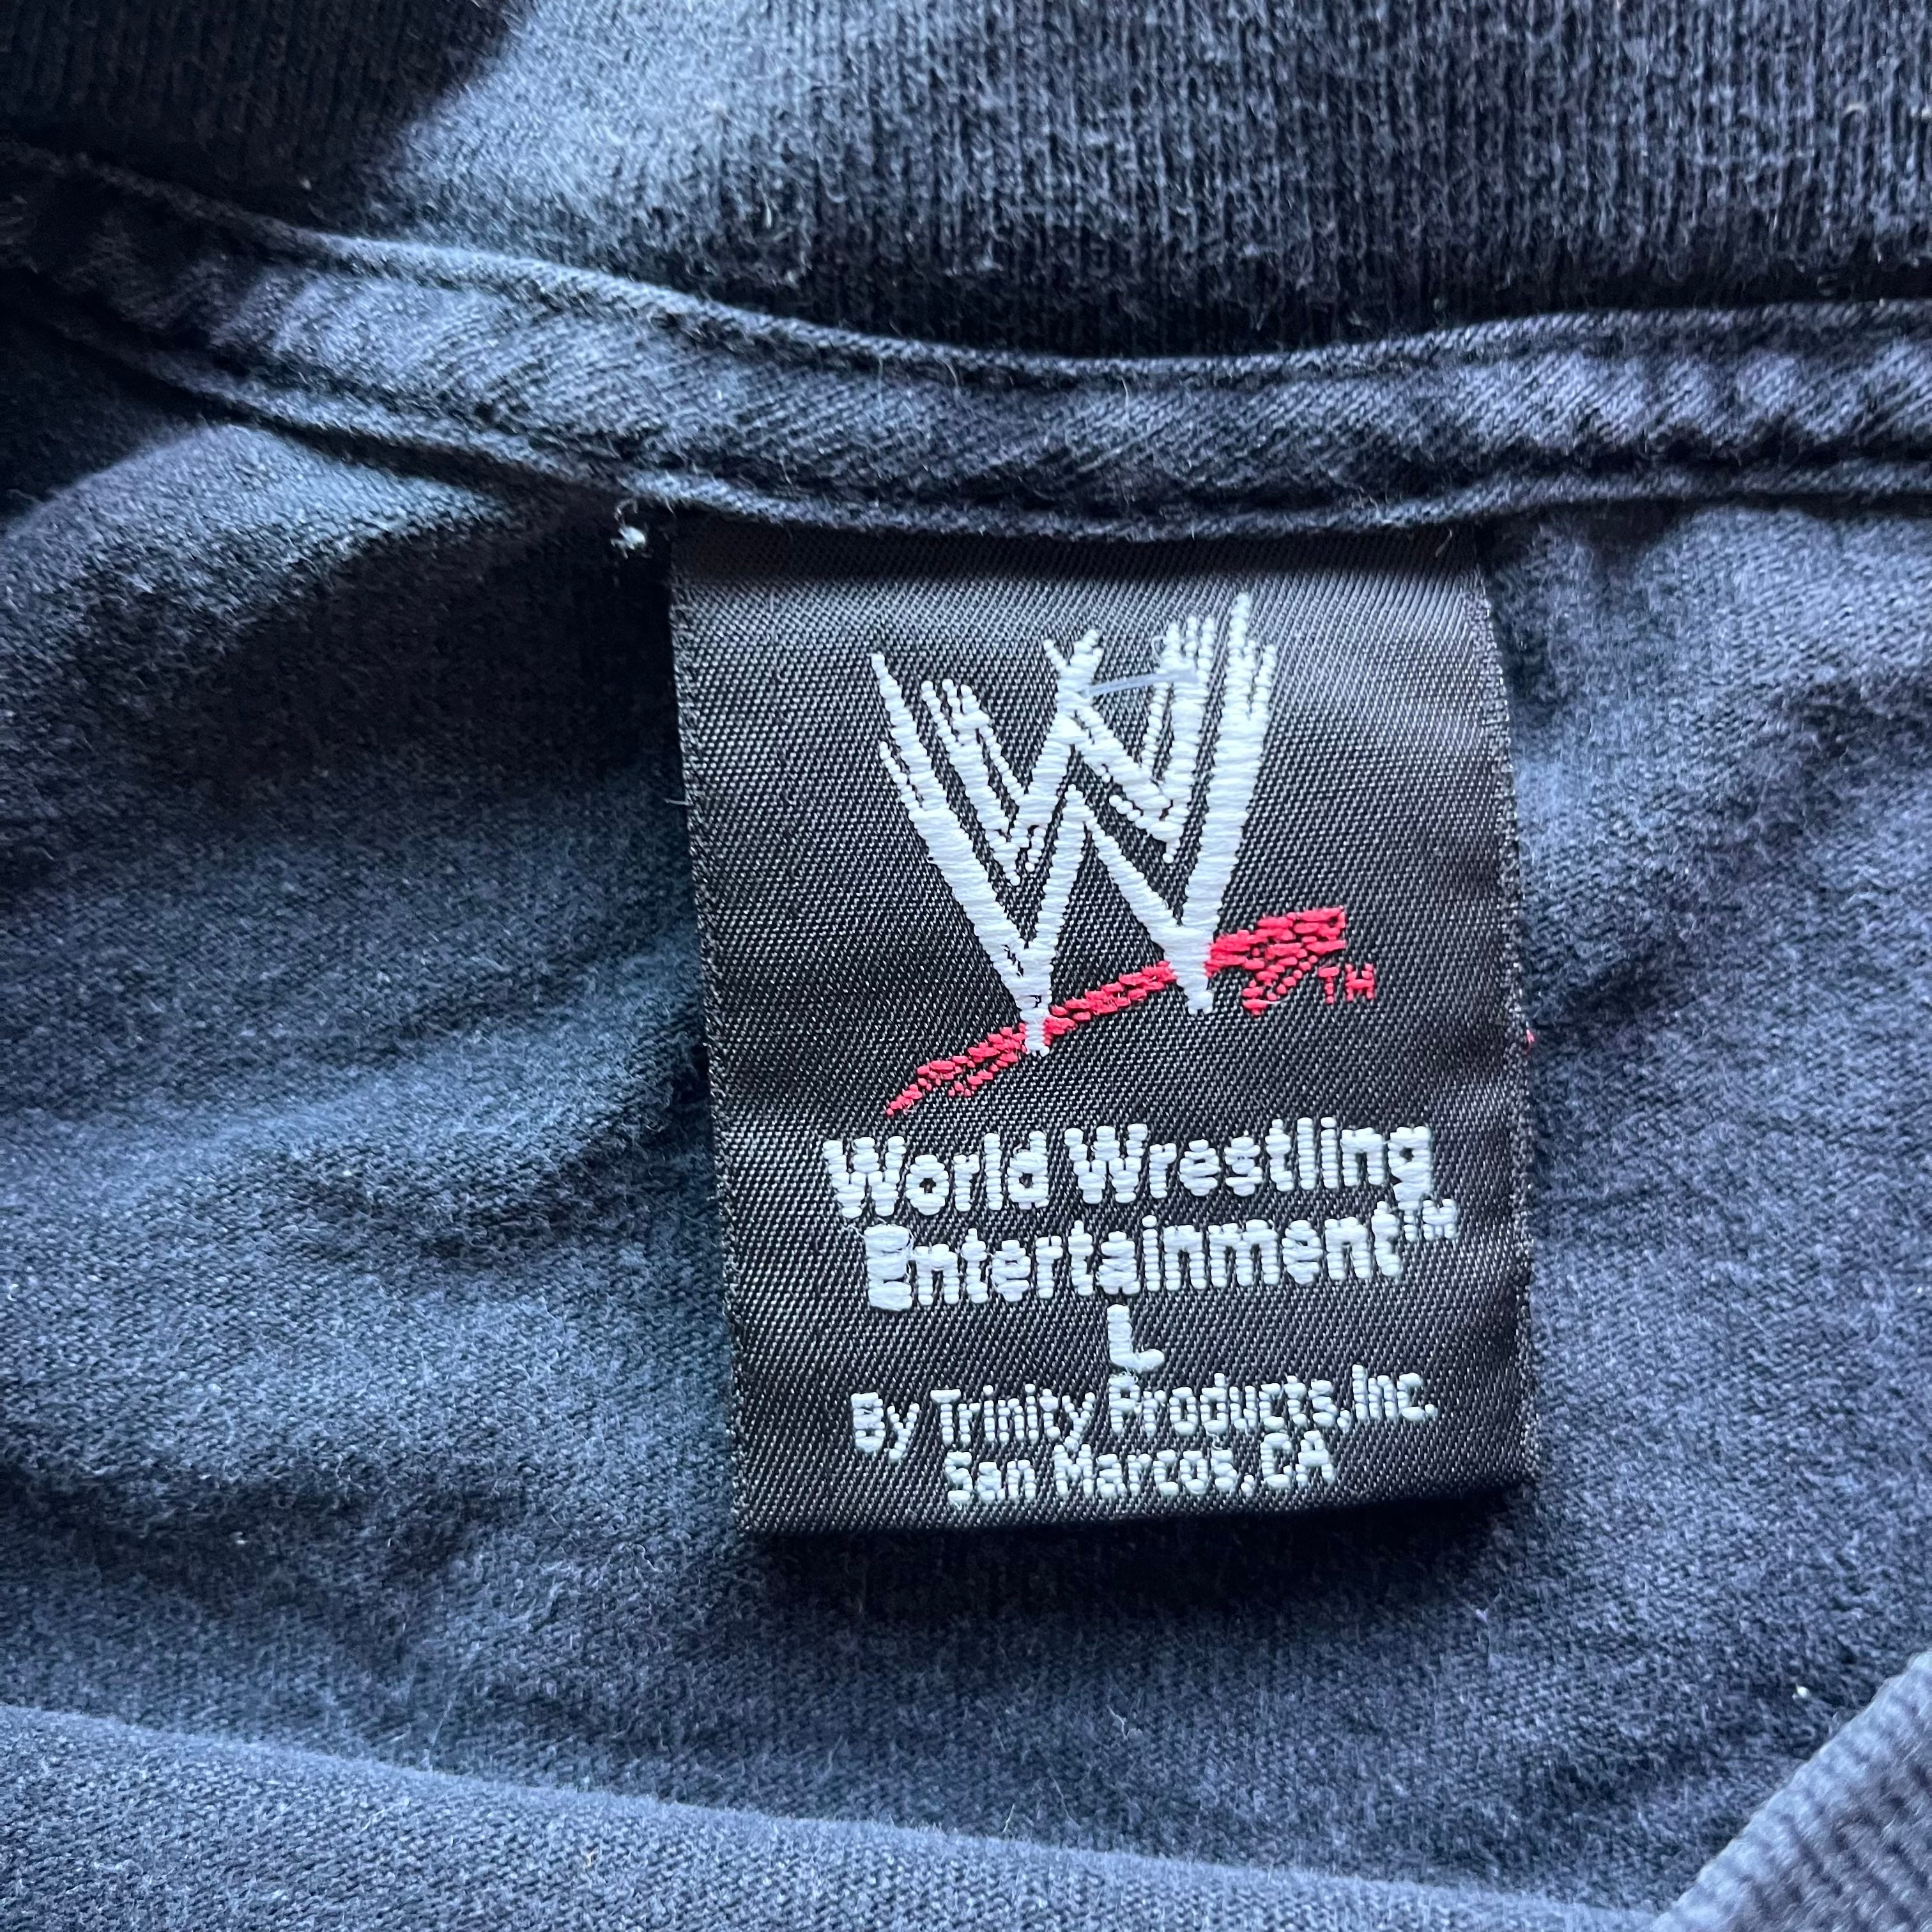 W
TM
World Wrestling
Entertainment™
L
By Trinity Products,Inc.
San Marcos,CA